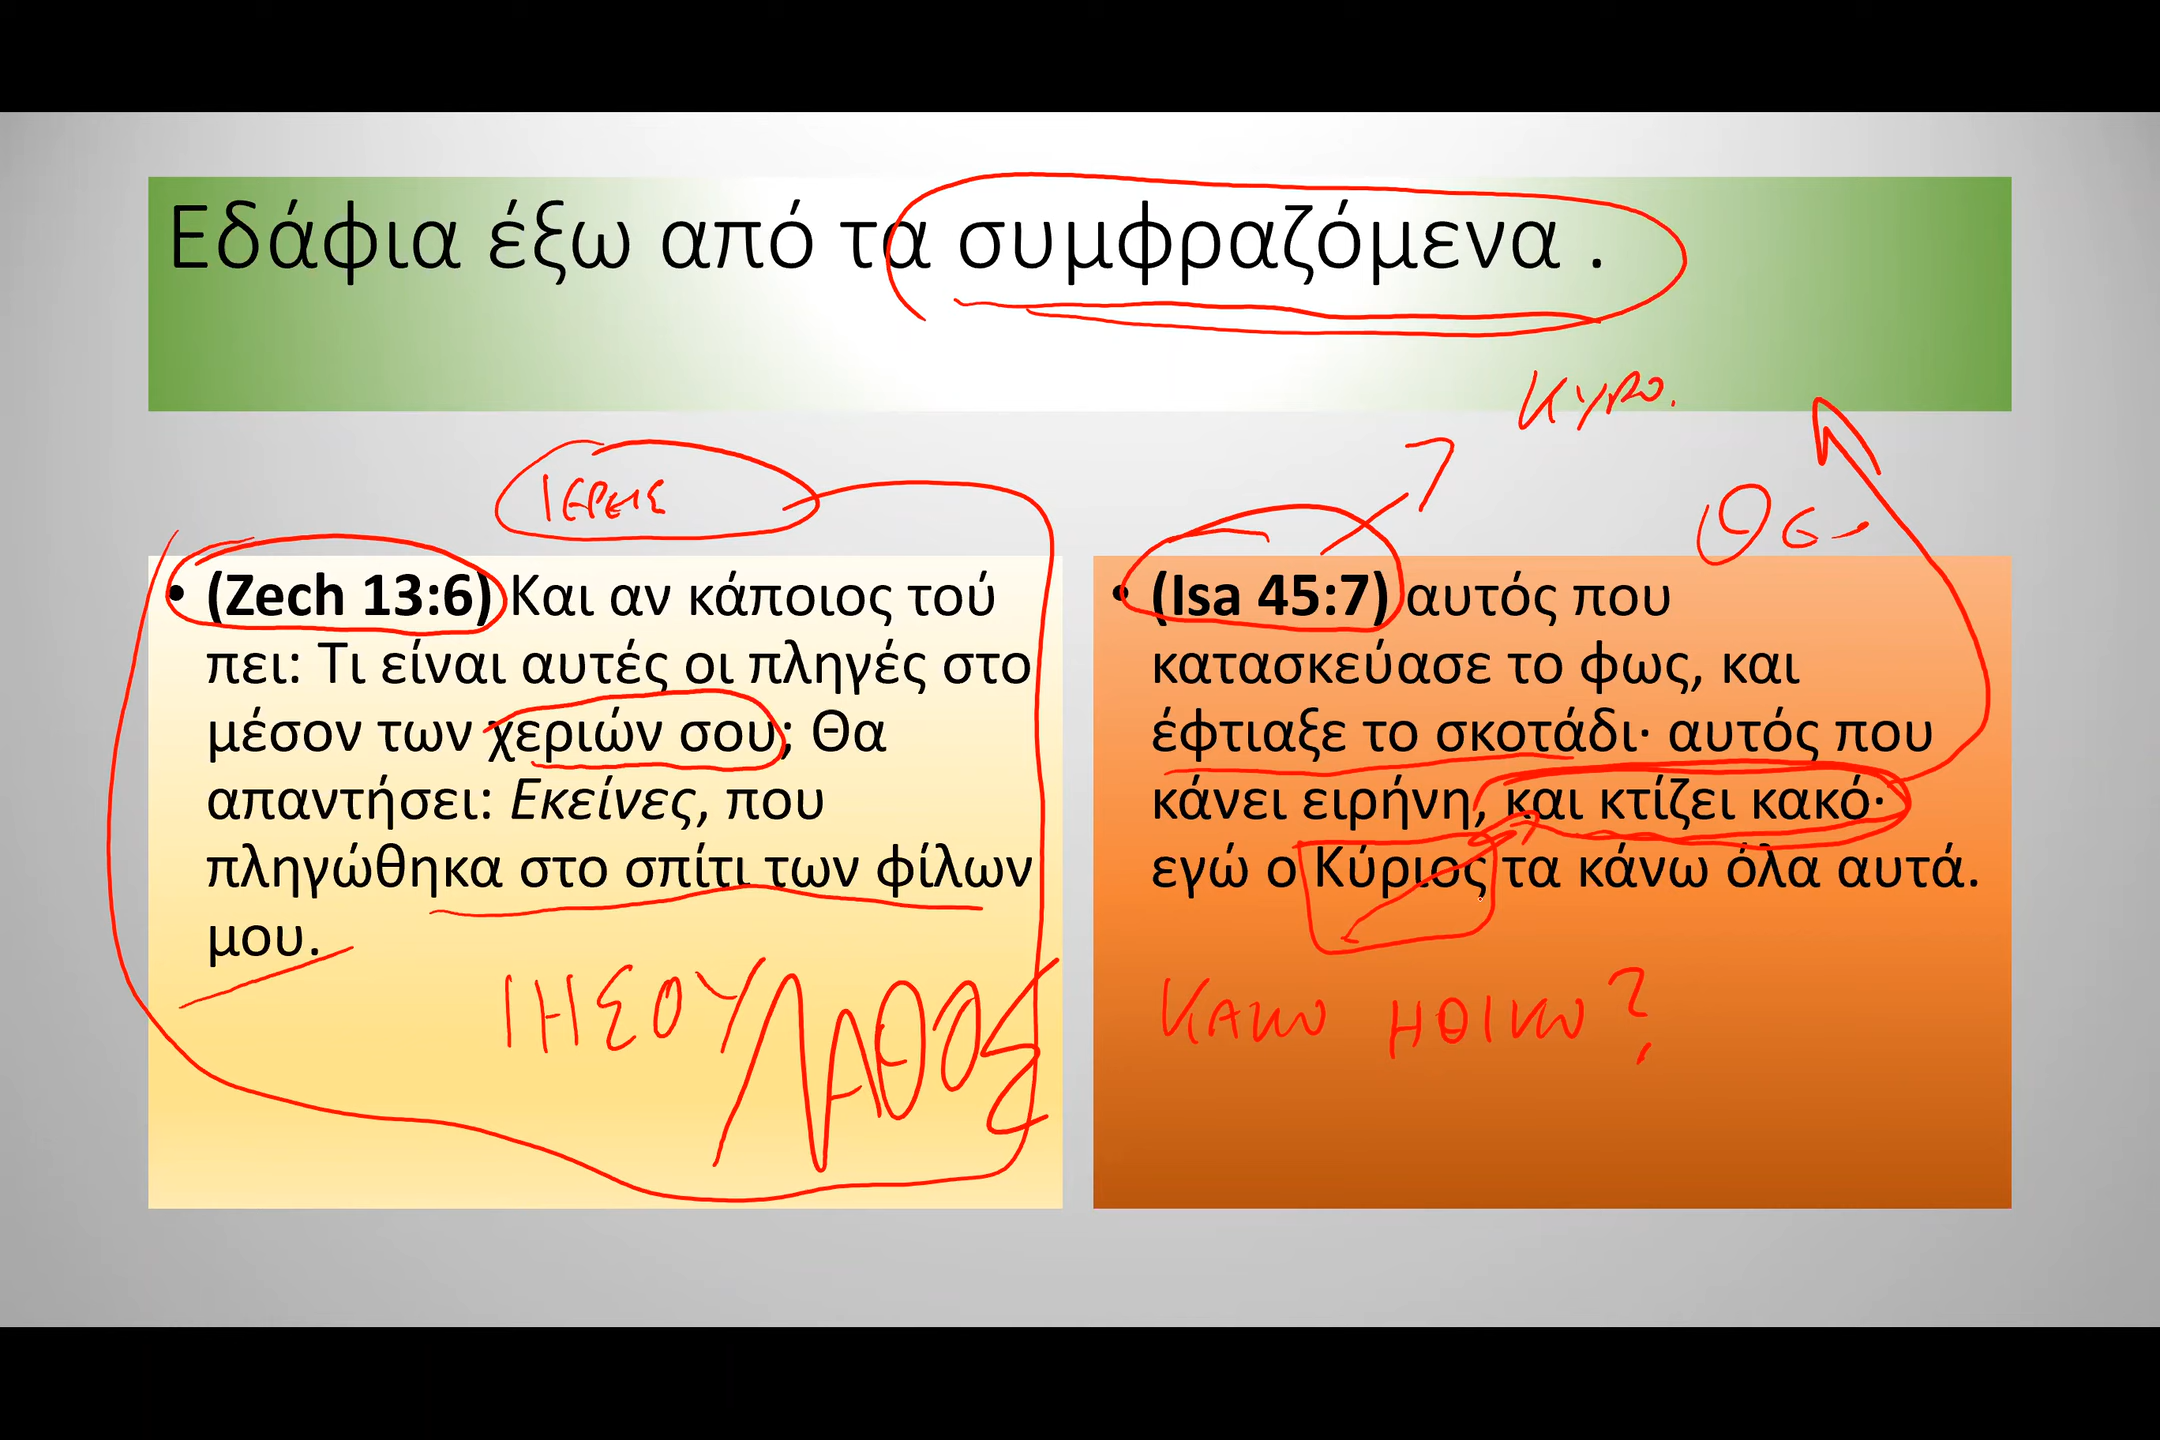 Εδάφια έξω από τα συμφραζόμενα .
ΚΥΡΟ.
ΙΕΡΕΙΣ
• (Zech 13:6) Και αν κάποιος τού
πει: Τι είναι αυτές οι πληγές στο
μέσον των χεριών σου; Θα
απαντήσει: Εκείνες, που
πληγώθηκα στο σπίτι των φίλων
μου.
ΙΗΣΟΥ
ΛΑΘΟΣ
• (Isa 45:7) αυτός που
κατασκεύασε το φως, και
έφτιαξε το σκοτάδι· αυτός που
κάνει ειρήνη, και κτίζει κακό·
εγώ ο Κύριος τα κάνω όλα αυτά.
ΚΑΚΟ ΗΘΙΚΟ?